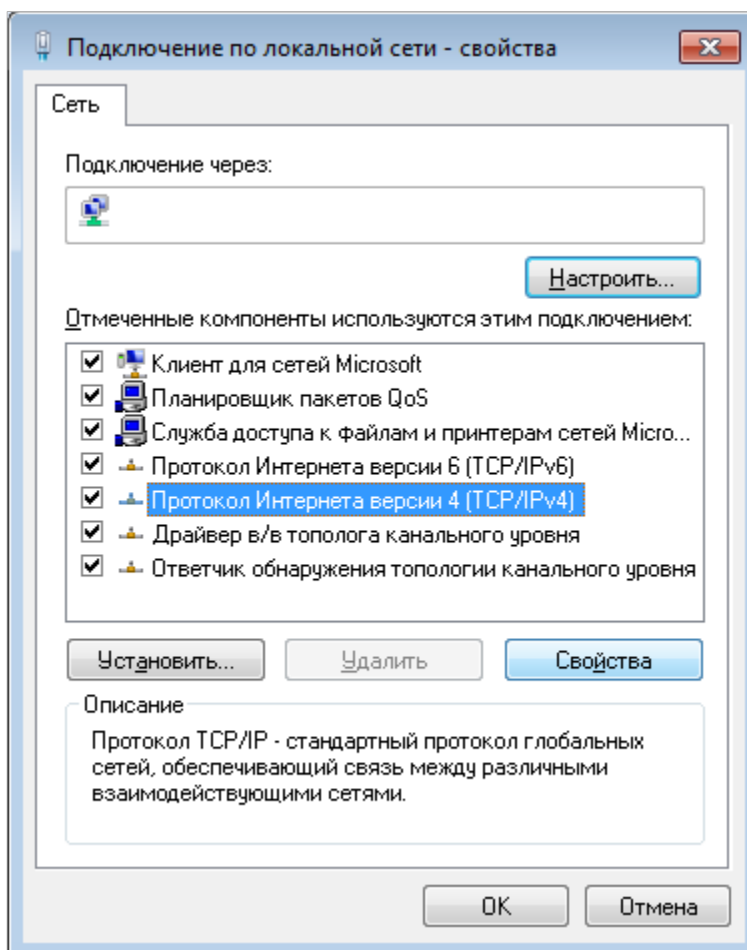 Подключение по локальной сети - свойства
Сеть
Подключение через:
Настроить...
Отмеченные компоненты используются этим подключением:
Клиент для сетей Microsoft
Планировщик пакетов QoS
Служба доступа к файлам и принтерам сетей Micro...
Протокол Интернета версии 6 (TCP/IPv6)
Протокол Интернета версии 4 (TCP/IPv4)
Драйвер в/в тополога канального уровня
Ответчик обнаружения топологии канального уровня
Установить...
Удалить
Свойства
Описание
Протокол TCP/IP - стандартный протокол глобальных
сетей, обеспечивающий связь между различными
взаимодействующими сетями.
OK
Отмена